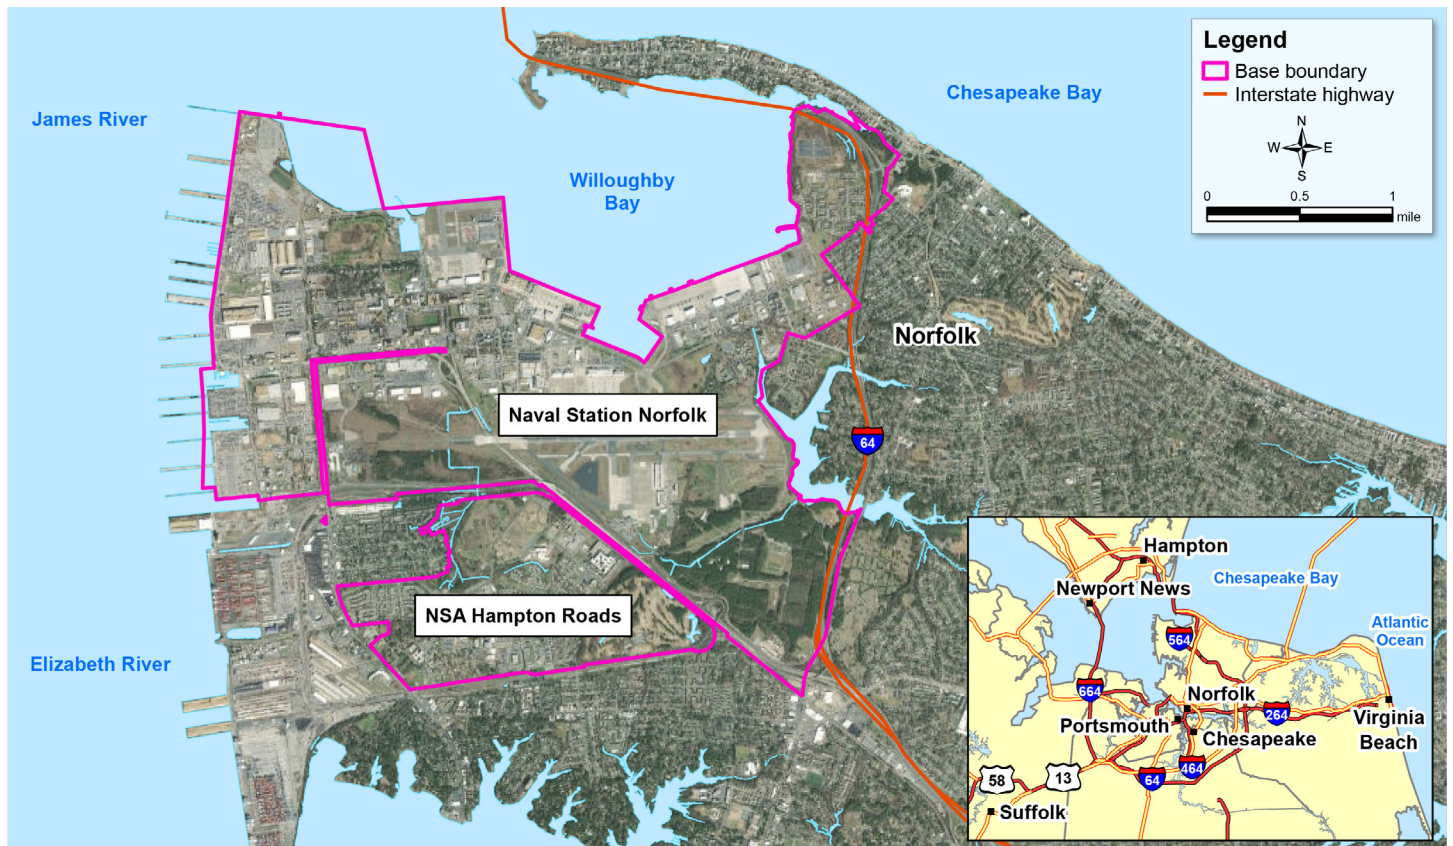 Legend
Base boundary
Interstate highway
N
W E
S
0 0.5 1
mile
James River
Chesapeake Bay
Willoughby
Bay
Norfolk
Naval Station Norfolk
64
NSA Hampton Roads
Elizabeth River
Hampton
Chesapeake Bay
Newport News
Atlantic
Ocean
564
664
Norfolk
264
Portsmouth
Virginia
Beach
Chesapeake
464
64
13
58
Suffolk